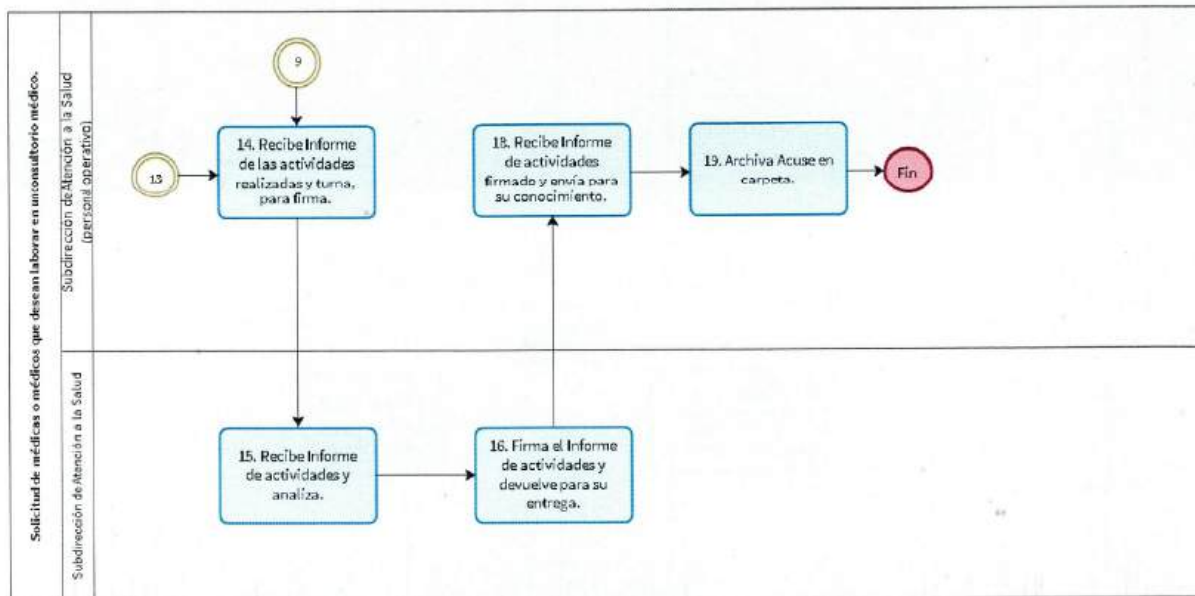 Solicitud de médicas o médicos que desean laborar en un consultorio médico.
Subdirección de Atención a la Salud
(personal operativo)
9
13
14. Recibe Informe
de las actividades
realizadas y turna,
para firma.
18. Recibe Informe
de actividades
firmado y envía para
su conocimiento.
19. Archiva Acuse en
carpeta.
Fin
Subdirección de Atención a la Salud
15. Recibe Informe
de actividades y
analiza.
16. Firma el Informe
de actividades y
devuelve para su
entrega.